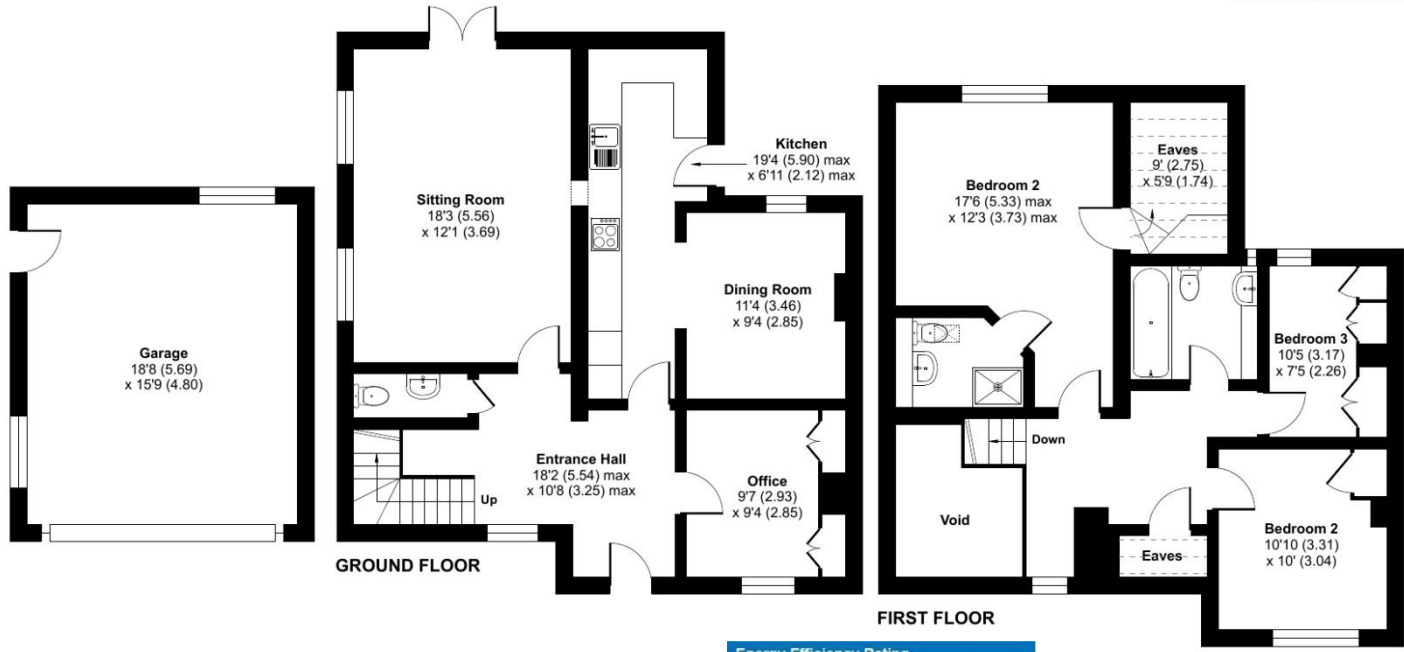 Garage
18'8 (5.69)
x 15'9 (4.80)
Sitting Room
18'3 (5.56)
x 12'1 (3.69)
Kitchen
19'4 (5.90) max
x 6'11 (2.12) max
Dining Room
11'4 (3.46)
x 9'4 (2.85)
Entrance Hall
18'2 (5.54) max
x 10'8 (3.25) max
Up
Office
9'7 (2.93)
x 9'4 (2.85)
GROUND FLOOR
Bedroom 2
17'6 (5.33) max
x 12'3 (3.73) max
Eaves
9' (2.75)
x 5'9 (1.74)
Bedroom 3
10'5 (3.17)
x 7'5 (2.26)
Down
Void
Eaves
Bedroom 2
10'10 (3.31)
x 10' (3.04)
FIRST FLOOR
Energy Efficiency Rating